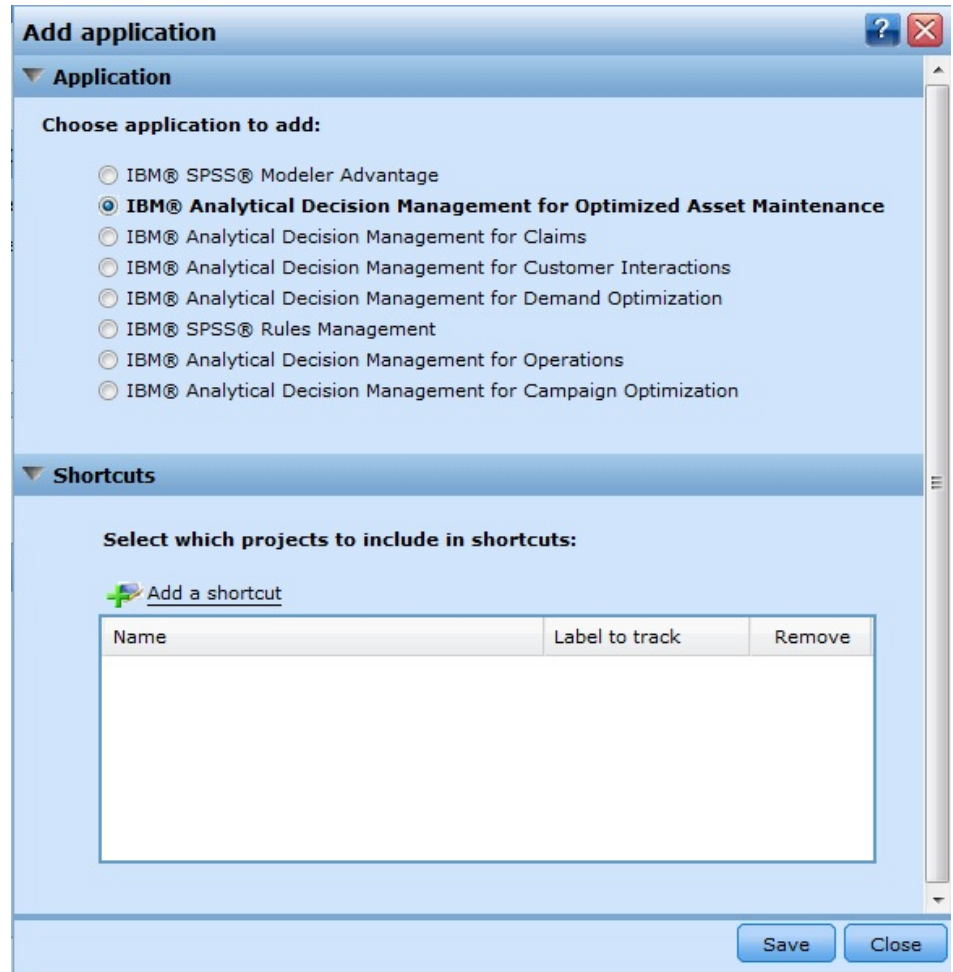 Add application
?
Application
Choose application to add:
IBM® SPSS® Modeler Advantage
IBM® Analytical Decision Management for Optimized Asset Maintenance
IBM® Analytical Decision Management for Claims
IBM® Analytical Decision Management for Customer Interactions
IBM® Analytical Decision Management for Demand Optimization
IBM® SPSS® Rules Management
IBM® Analytical Decision Management for Operations
IBM® Analytical Decision Management for Campaign Optimization
Shortcuts
Select which projects to include in shortcuts:
Add a shortcut
Name Label to track Remove
Save Close